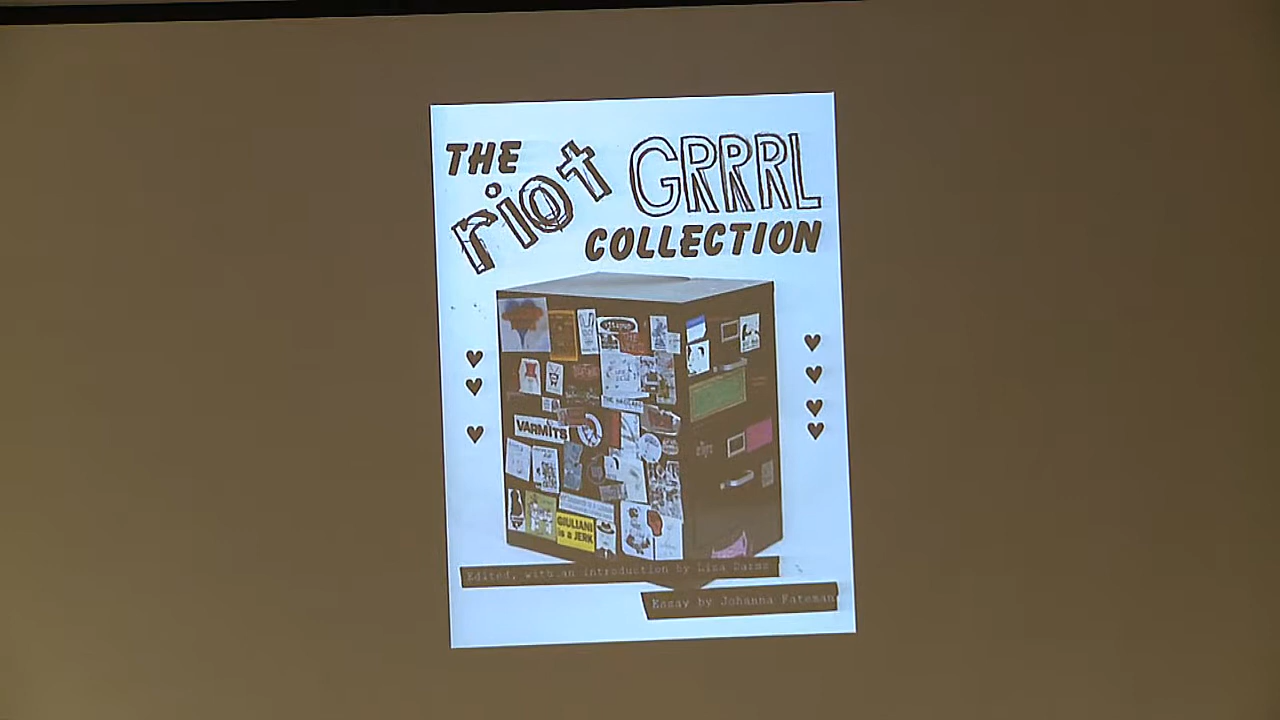 THE
riot GRRRL
COLLECTION
VARMITS
GIULIANI
is a JERK
Edited, with an introduction by Lisa Darms
Essay by Johanna Fateman